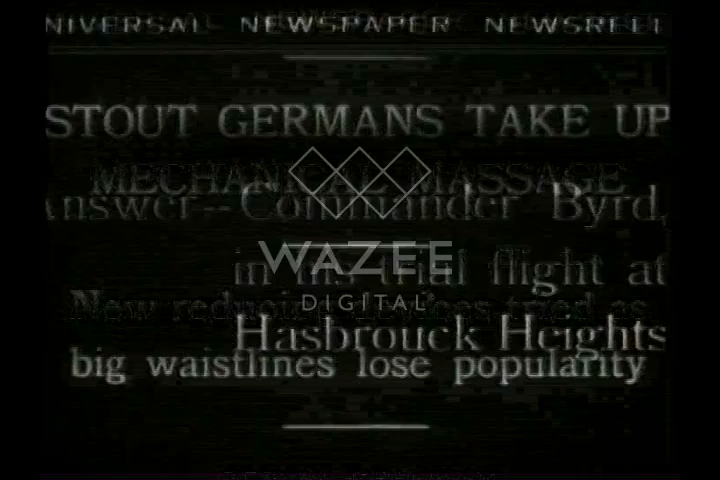 NIVERSAL NEWSPAPER NEWSREEL
STOUT GERMANS TAKE UP
MECHANICAL MASSAGE
Answer--Commander Byrd,
WAZEE
in his trial flight at
DIGITAL
New reducing devices tried as
Hasbrouck Heights
big waistlines lose popularity